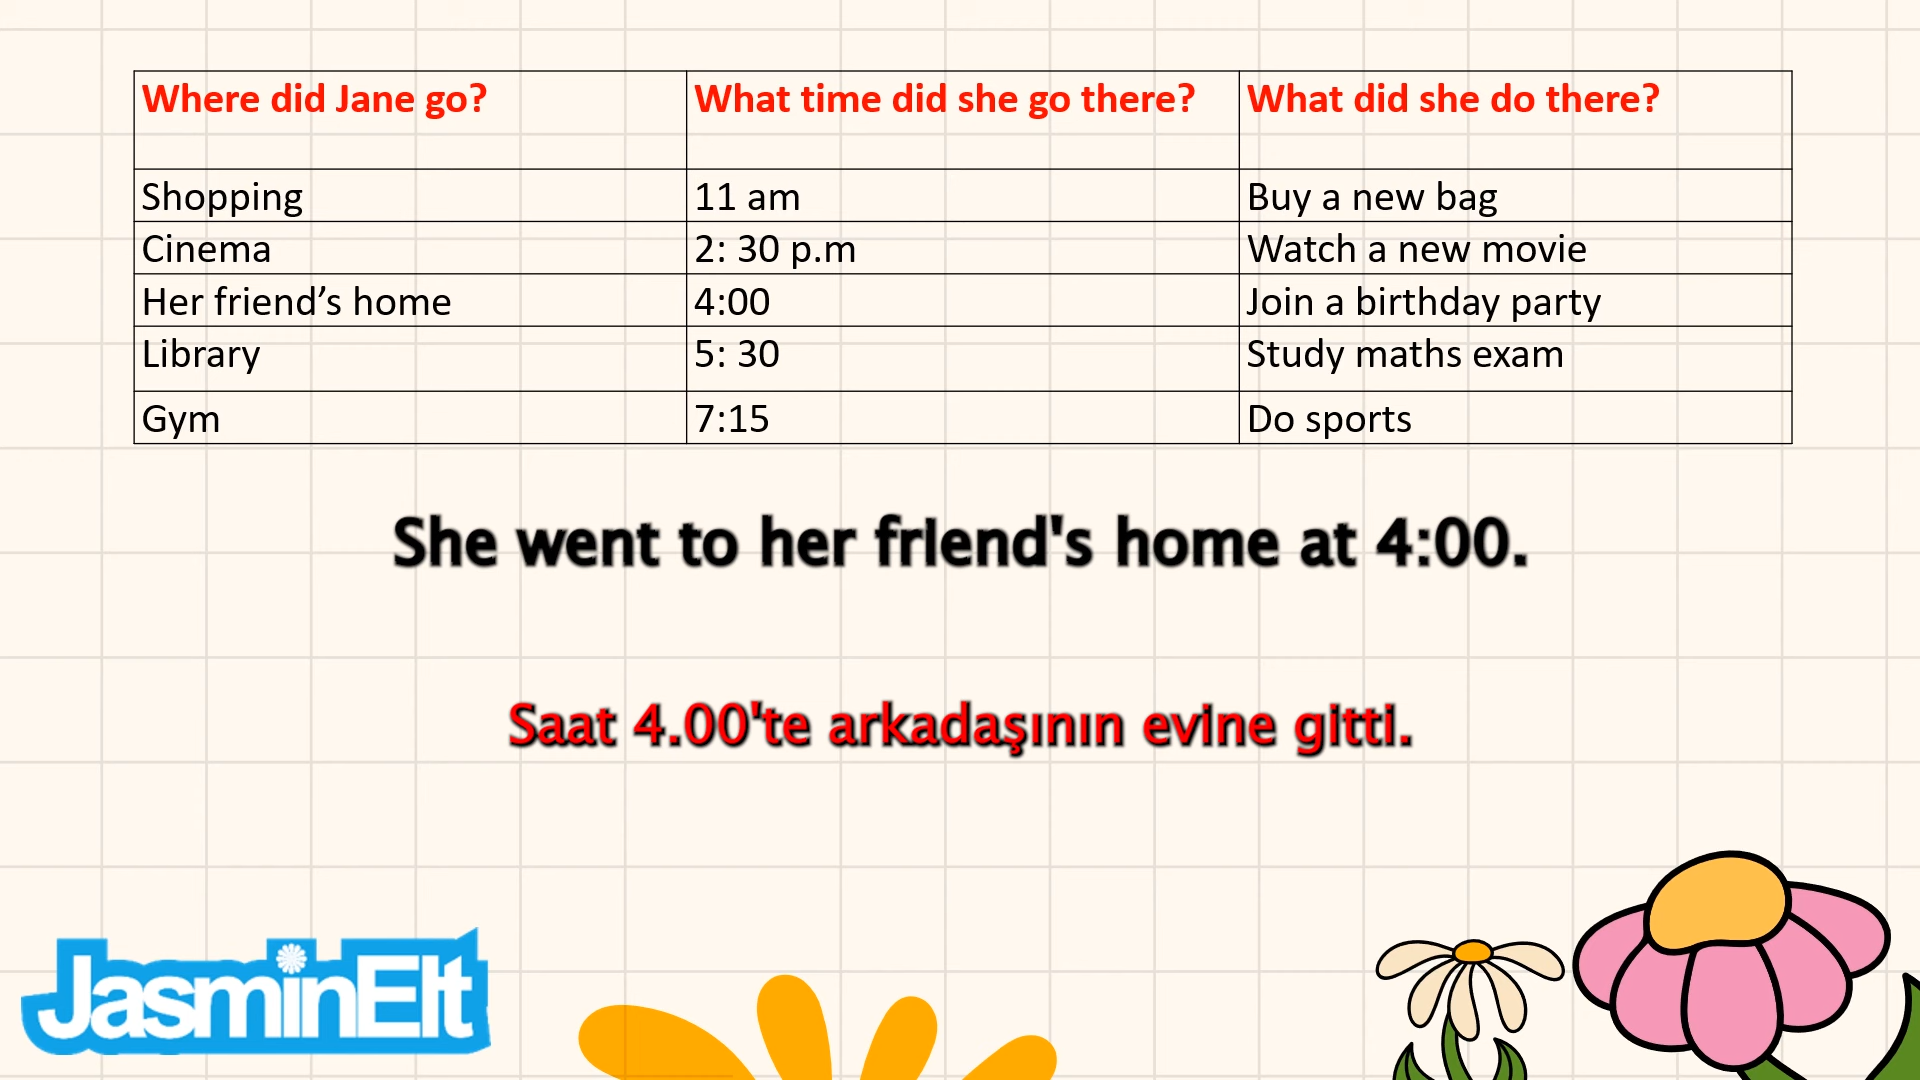 Where did Jane go? What time did she go there? What did she do there?
Shopping 11 am Buy a new bag
Cinema 2: 30 p.m Watch a new movie
Her friend’s home 4:00 Join a birthday party
Library 5: 30 Study maths exam
Gym 7:15 Do sports
She went to her friend's home at 4:00.
Saat 4.00'te arkadaşının evine gitti.
JasminElt